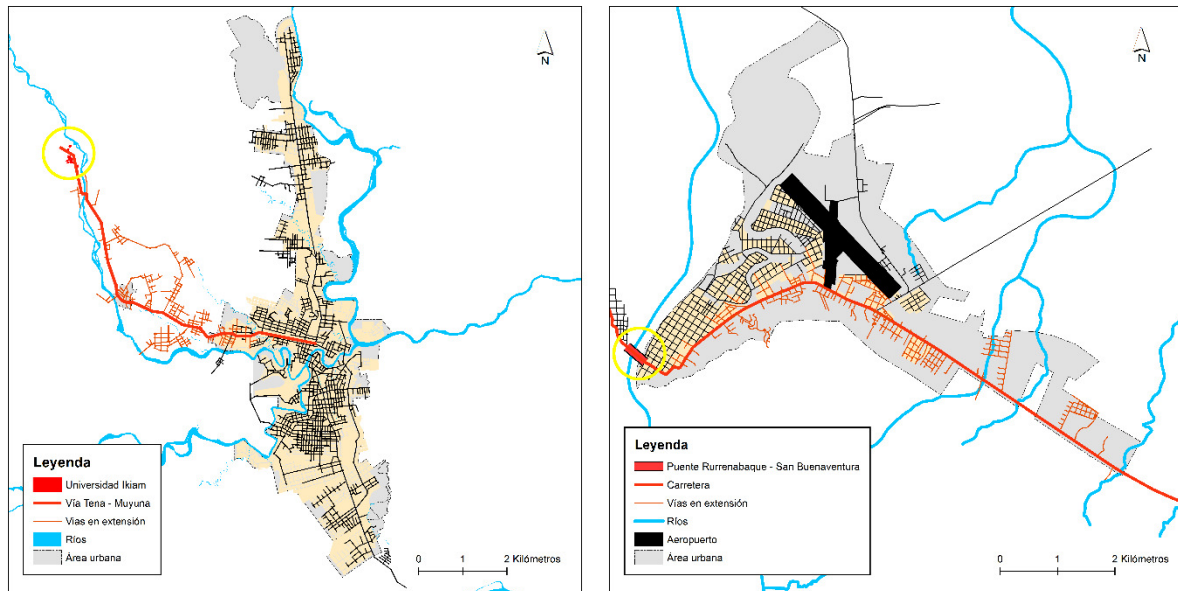 N
Leyenda
Universidad Ikiam
Vía Tena - Muyuna
Vias en extensión
Ríos
Área urbana
0 1 2 Kilómetros
N
Leyenda
Puente Rurrenabaque - San Buenaventura
Carretera
Vías en extensión
Ríos
Aeropuerto
Área urbana
0 1 2 Kilómetros